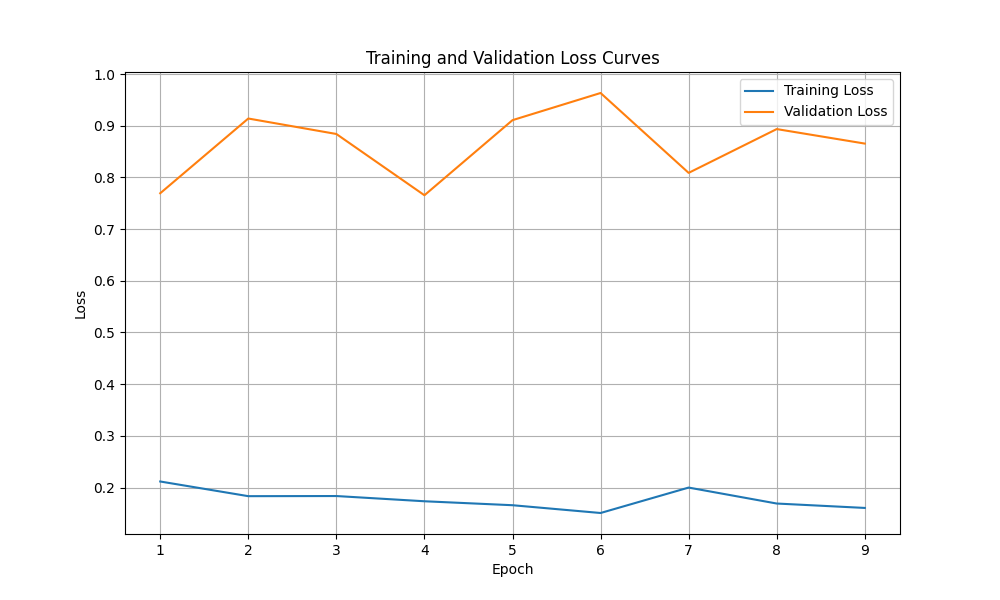 Training and Validation Loss Curves
Training Loss
Validation Loss
Loss
1.0
0.9
0.8
0.7
0.6
0.5
0.4
0.3
0.2
1 2 3 4 5 6 7 8 9
Epoch